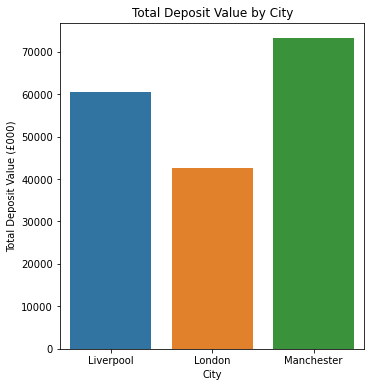 Total Deposit Value by City
Total Deposit Value (£000)
70000
60000
50000
40000
30000
20000
10000
0
Liverpool London Manchester
City